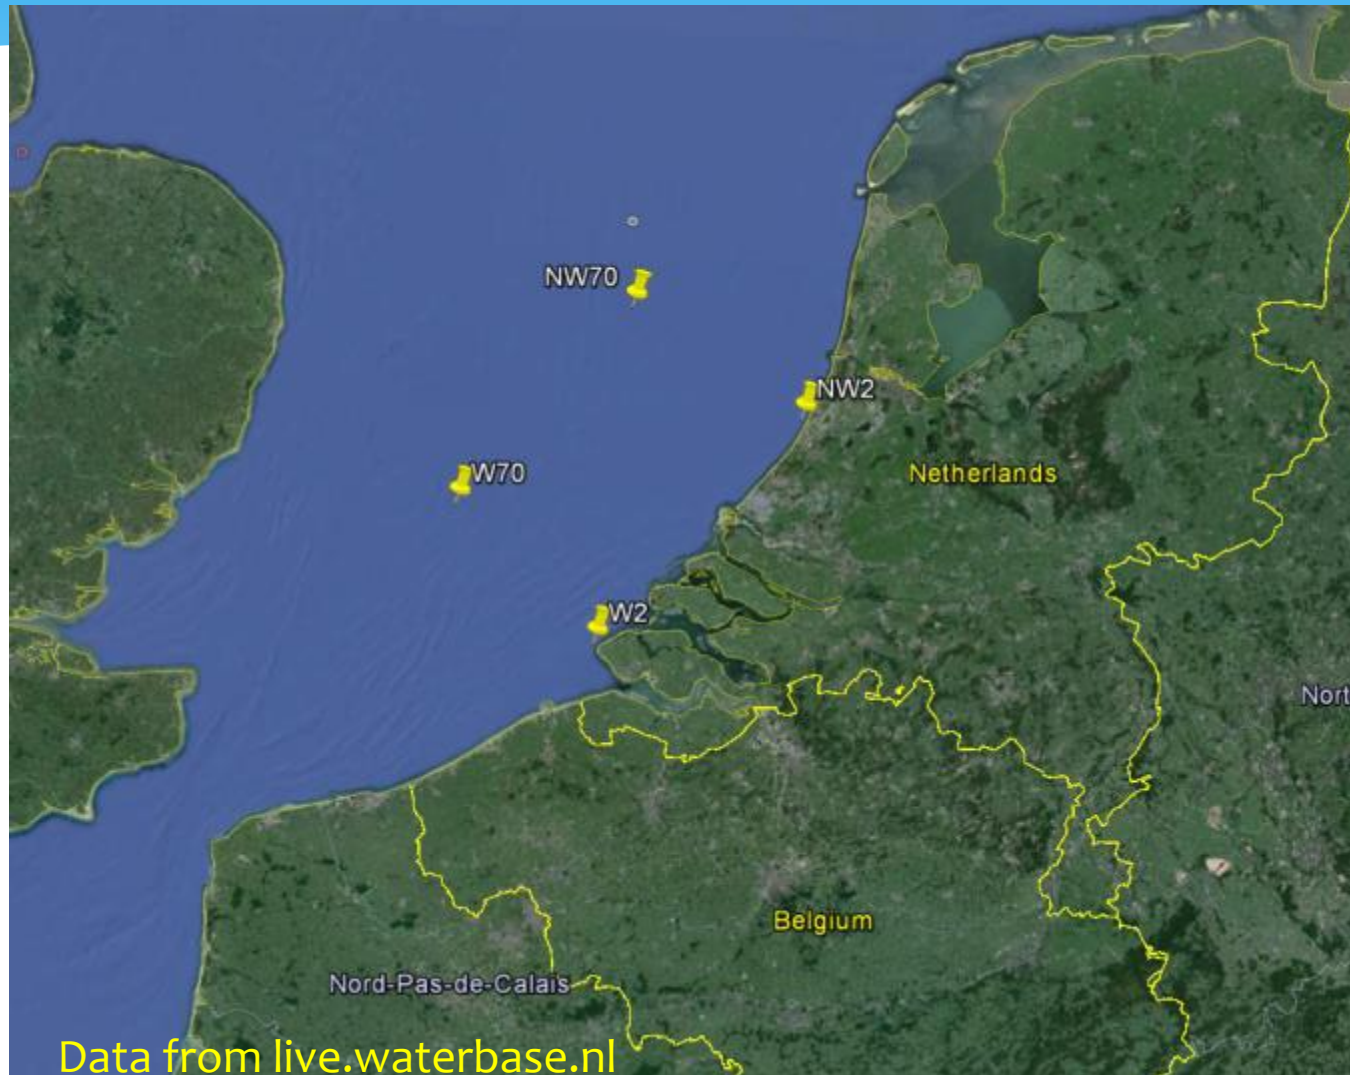 NW70
NW2
W70
Netherlands
W2
Nort
Belgium
Nord-Pas-de-Calais
Data from live.waterbase.nl